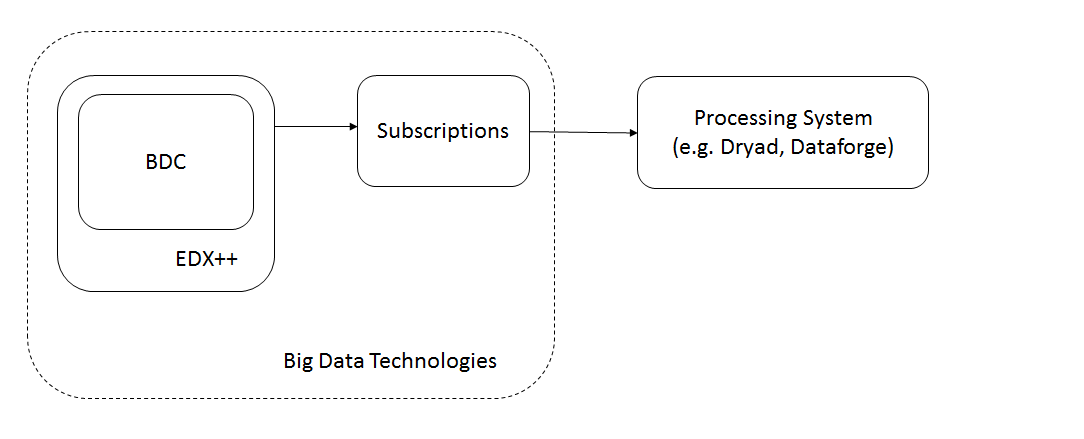 BDC
EDX++
Subscriptions
Processing System
(e.g. Dryad, Dataforge)
Big Data Technologies